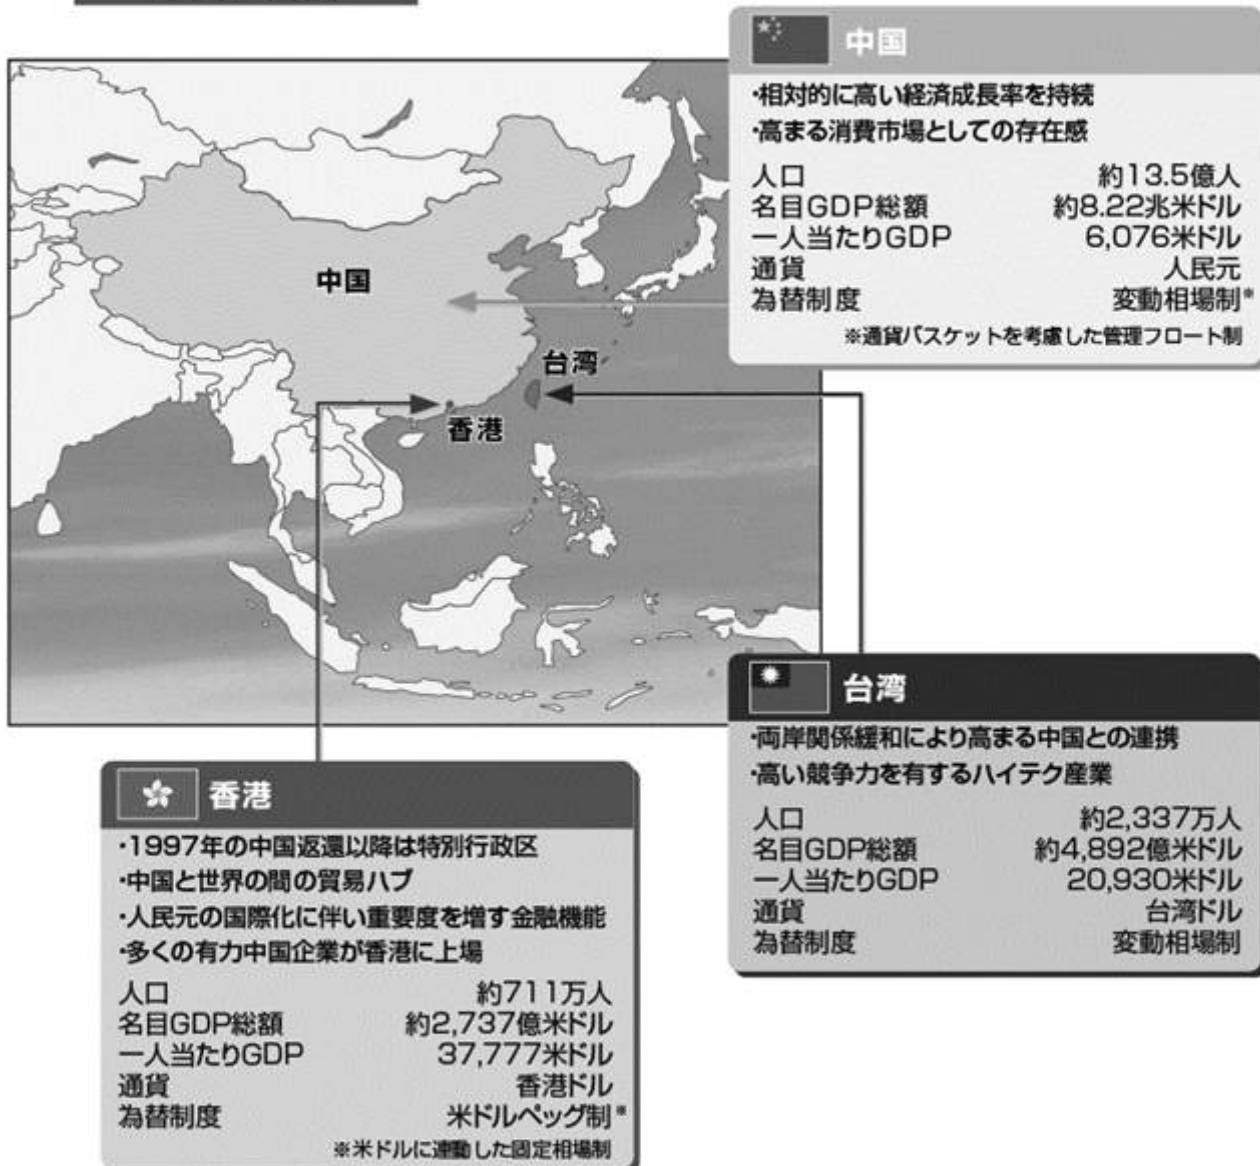 中国
・相対的に高い経済成長率を持続
・高まる消費市場としての存在感
人口 約13.5億人
名目GDP総額 約8.22兆米ドル
一人当たりGDP 6,076米ドル
通貨 人民元
為替制度 変動相場制※
※通貨バスケットを考慮した管理フロート制
中国
台湾
香港
台湾
・両岸関係緩和により高まる中国との連携
・高い競争力を有するハイテク産業
人口 約2,337万人
名目GDP総額 約4,892億米ドル
一人当たりGDP 20,930米ドル
通貨 台湾ドル
為替制度 変動相場制
香港
・1997年の中国返還以降は特別行政区
・中国と世界の間の貿易ハブ
・人民元の国際化に伴い重要度を増す金融機能
・多くの有力中国企業が香港に上場
人口 約711万人
名目GDP総額 約2,737億米ドル
一人当たりGDP 37,777米ドル
通貨 香港ドル
為替制度 米ドルペッグ制※
※米ドルに連動した固定相場制